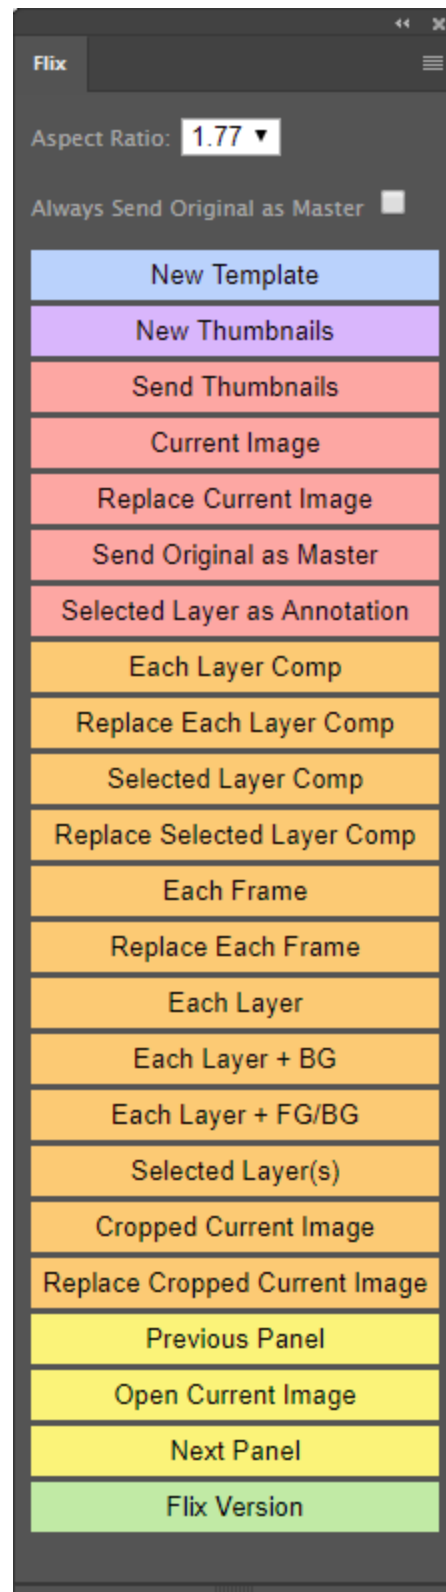 Flix
Aspect Ratio: 1.77
Always Send Original as Master
New Template
New Thumbnails
Send Thumbnails
Current Image
Replace Current Image
Send Original as Master
Selected Layer as Annotation
Each Layer Comp
Replace Each Layer Comp
Selected Layer Comp
Replace Selected Layer Comp
Each Frame
Replace Each Frame
Each Layer
Each Layer + BG
Each Layer + FG/BG
Selected Layer(s)
Cropped Current Image
Replace Cropped Current Image
Previous Panel
Open Current Image
Next Panel
Flix Version